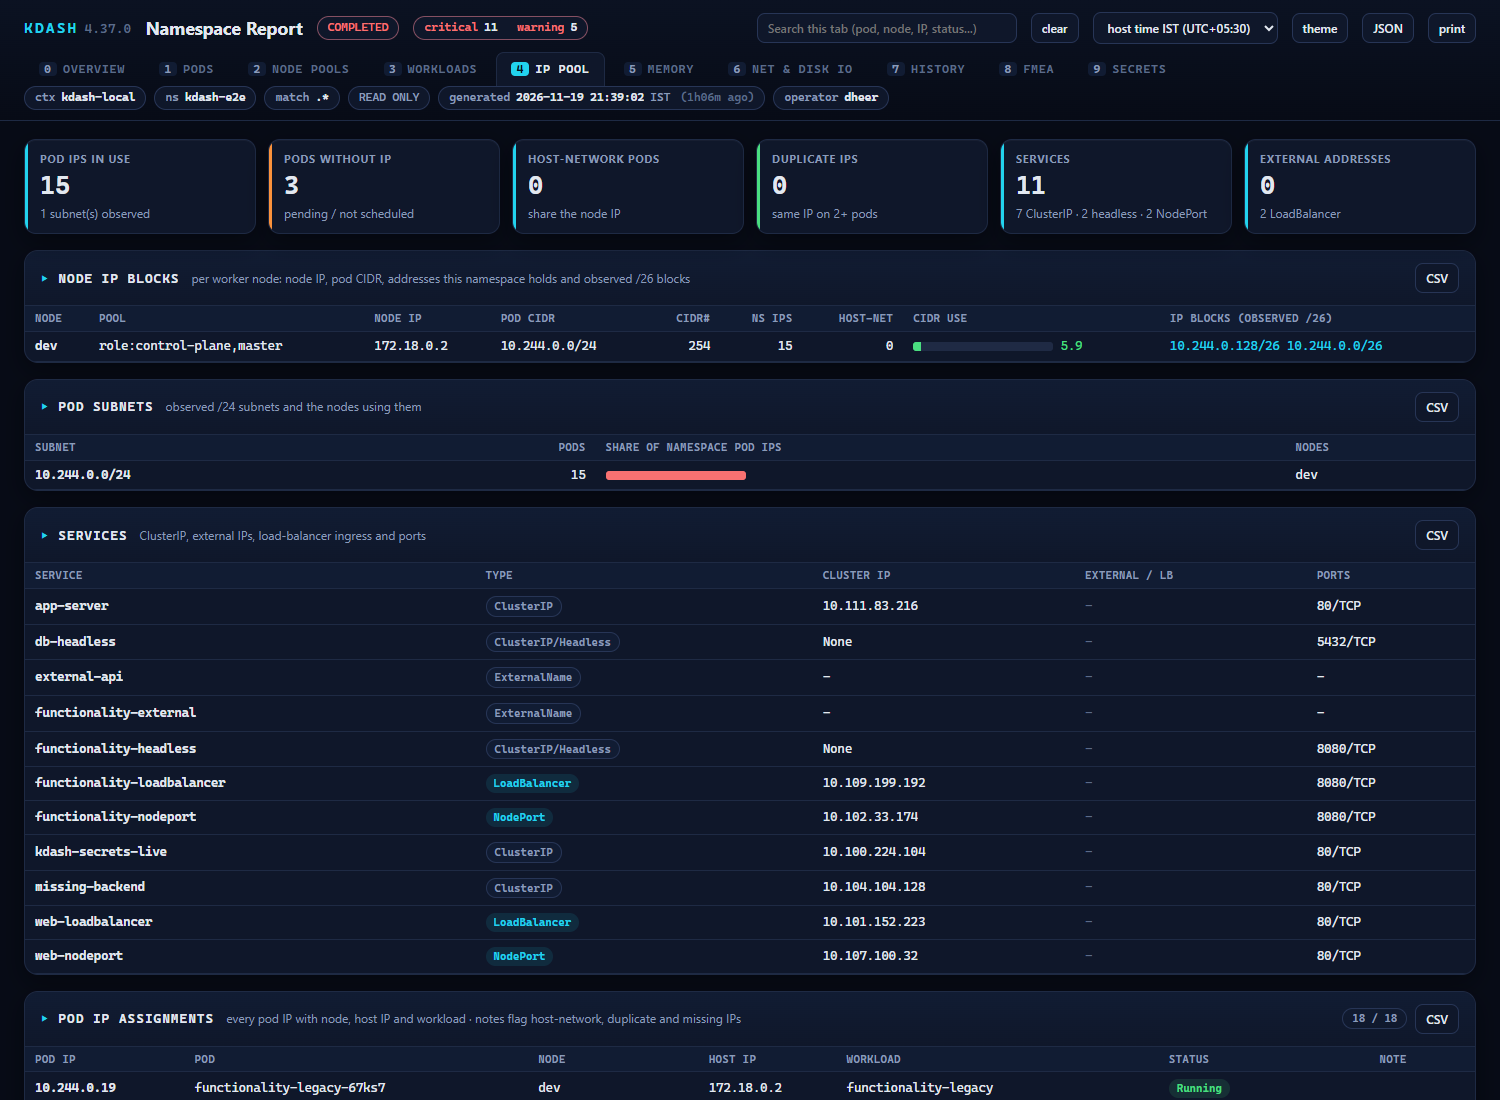 KDASH 4.37.0 Namespace Report COMPLETED critical 11 warning 5 Search this tab (pod, node, IP, status...) clear host time IST (UTC+05:30) theme JSON print
0 OVERVIEW 1 PODS 2 NODE POOLS 3 WORKLOADS 4 IP POOL 5 MEMORY 6 NET & DISK IO 7 HISTORY 8 FMEA 9 SECRETS
ctx kdash-local ns kdash-e2e match .* READ ONLY generated 2026-11-19 21:39:02 IST (1h06m ago) operator dheer
POD IPS IN USE PODS WITHOUT IP HOST-NETWORK PODS DUPLICATE IPS SERVICES EXTERNAL ADDRESSES
15 3 0 0 11 0
1 subnet(s) observed pending / not scheduled share the node IP same IP on 2+ pods 7 ClusterIP · 2 headless · 2 NodePort 2 LoadBalancer
NODE IP BLOCKS per worker node: node IP, pod CIDR, addresses this namespace holds and observed /26 blocks CSV
NODE POOL NODE IP POD CIDR CIDR# NS IPS HOST-NET CIDR USE IP BLOCKS (OBSERVED /26)
dev role:control-plane,master 172.18.0.2 10.244.0.0/24 254 15 0 5.9 10.244.0.128/26 10.244.0.0/26
POD SUBNETS observed /24 subnets and the nodes using them CSV
SUBNET PODS SHARE OF NAMESPACE POD IPS NODES
10.244.0.0/24 15 dev
SERVICES ClusterIP, external IPs, load-balancer ingress and ports CSV
SERVICE TYPE CLUSTER IP EXTERNAL / LB PORTS
app-server ClusterIP 10.111.83.216 – 80/TCP
db-headless ClusterIP/Headless None – 5432/TCP
external-api ExternalName – – –
functionality-external ExternalName – – –
functionality-headless ClusterIP/Headless None – 8080/TCP
functionality-loadbalancer LoadBalancer 10.109.199.192 – 8080/TCP
functionality-nodeport NodePort 10.102.33.174 – 8080/TCP
kdash-secrets-live ClusterIP 10.100.224.104 – 80/TCP
missing-backend ClusterIP 10.104.104.128 – 80/TCP
web-loadbalancer LoadBalancer 10.101.152.223 – 80/TCP
web-nodeport NodePort 10.107.100.32 – 80/TCP
POD IP ASSIGNMENTS every pod IP with node, host IP and workload · notes flag host-network, duplicate and missing IPs 18 / 18 CSV
POD IP POD NODE HOST IP WORKLOAD STATUS NOTE
10.244.0.19 functionality-legacy-67ks7 dev 172.18.0.2 functionality-legacy Running